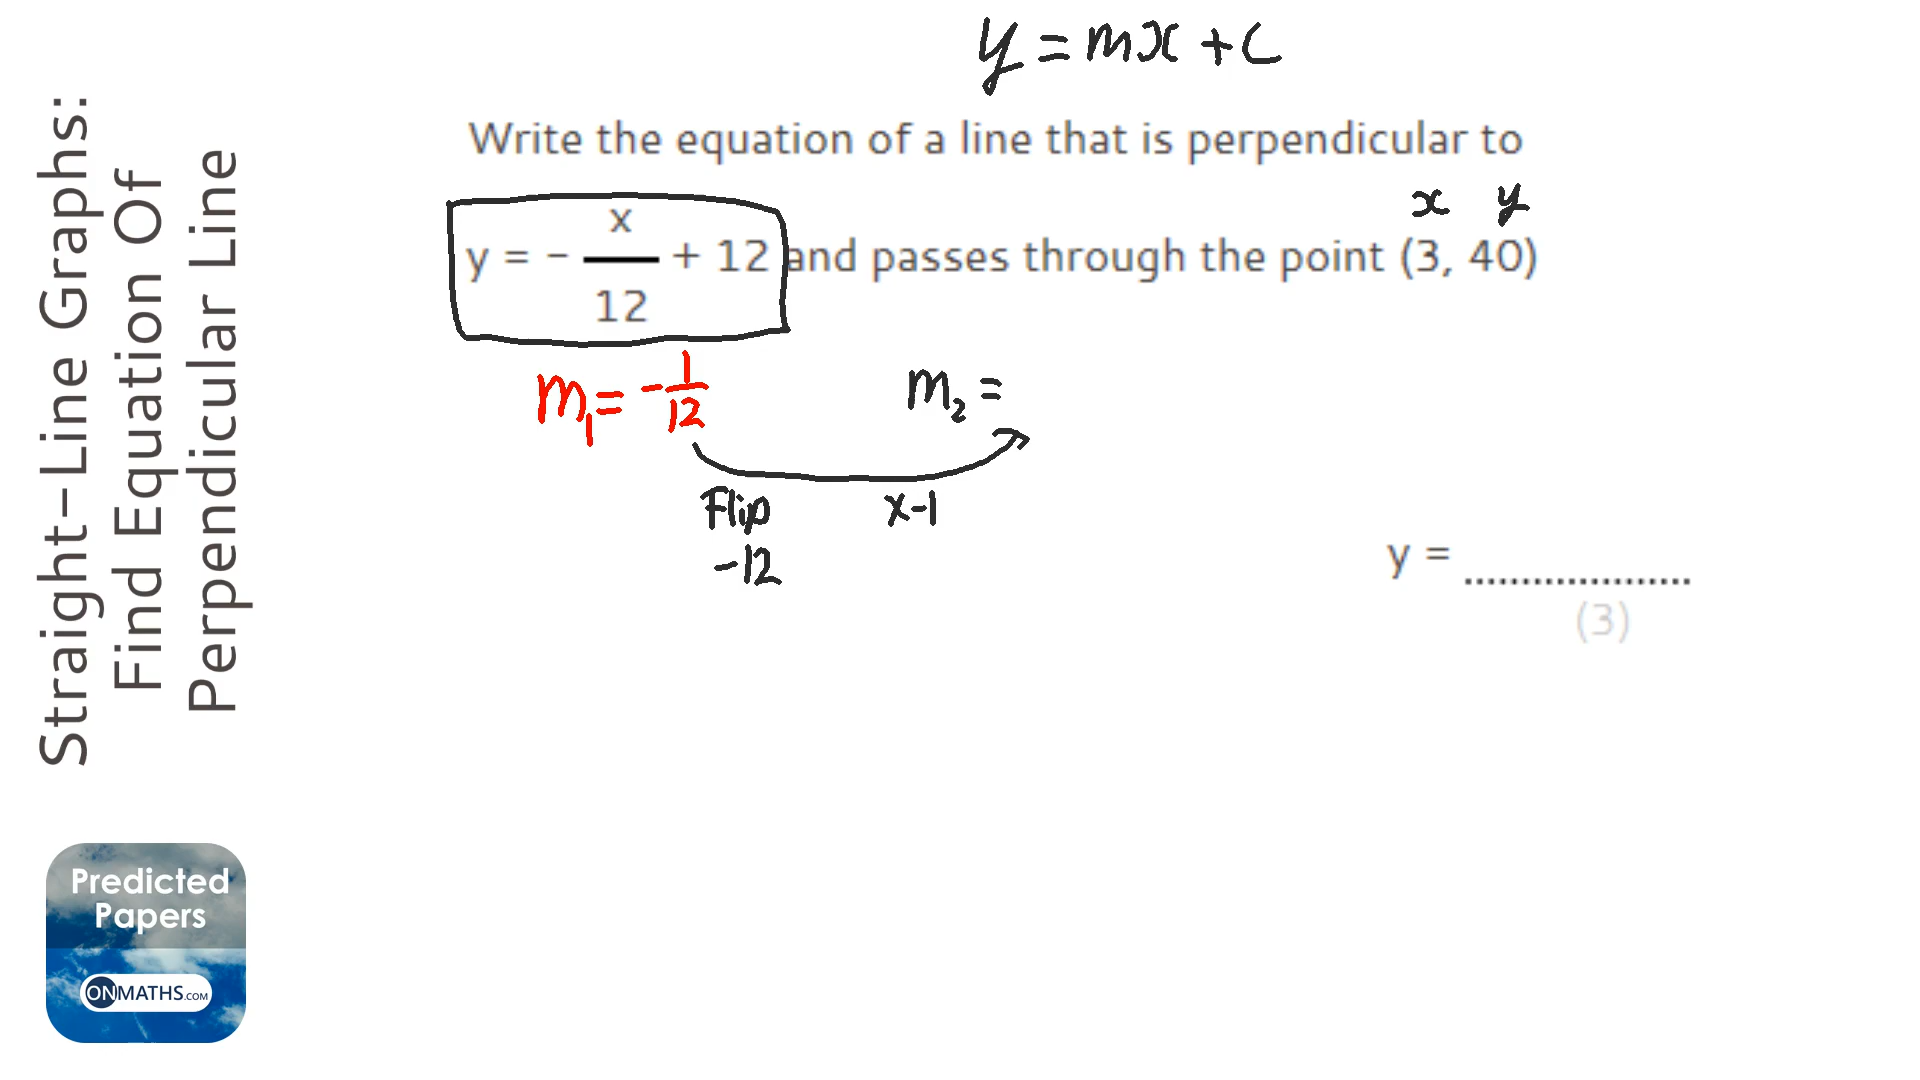 Straight-Line Graphs:
Find Equation Of
Perpendicular Line
y = mx + c
Write the equation of a line that is perpendicular to
x y
y = - x/12 + 12 and passes through the point (3, 40)
m₁ = -1/12
m₂ =
Flip
x-1
-12
y = ....................
(3)
Predicted
Papers
ONMATHS.COM